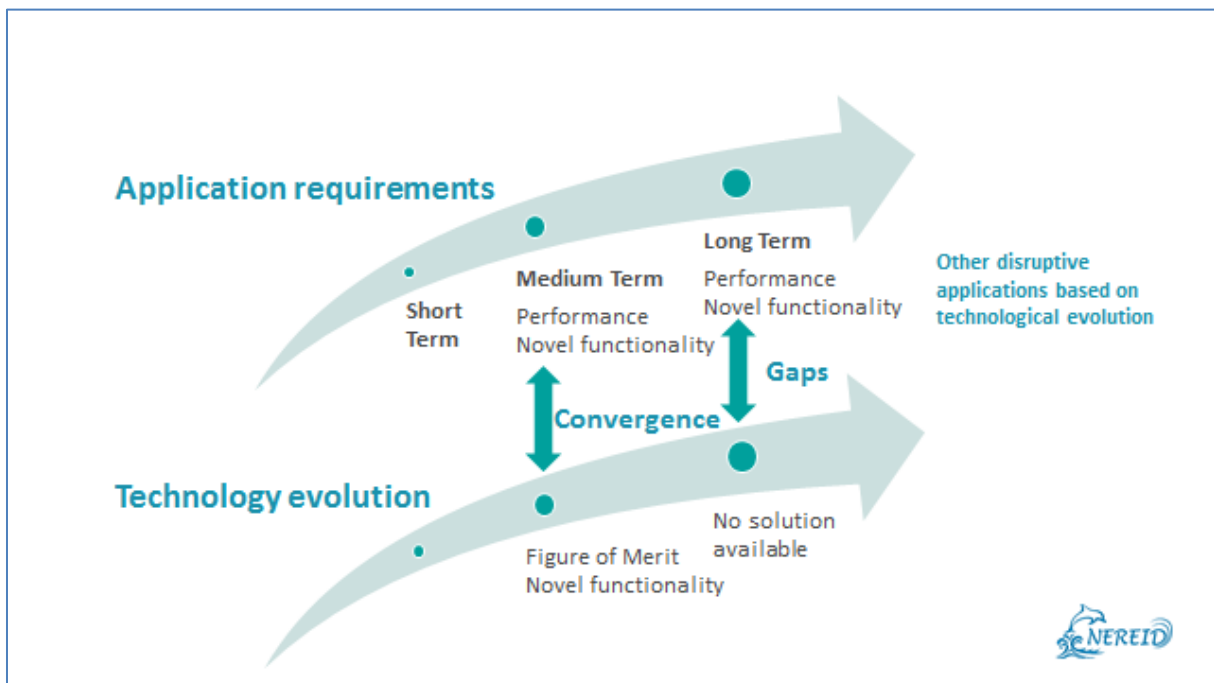 Application requirements
Short
Term
Medium Term
Performance
Novel functionality
Long Term
Performance
Novel functionality
Other disruptive
applications based on
technological evolution
Convergence
Gaps
Technology evolution
Figure of Merit
Novel functionality
No solution
available
NEREID